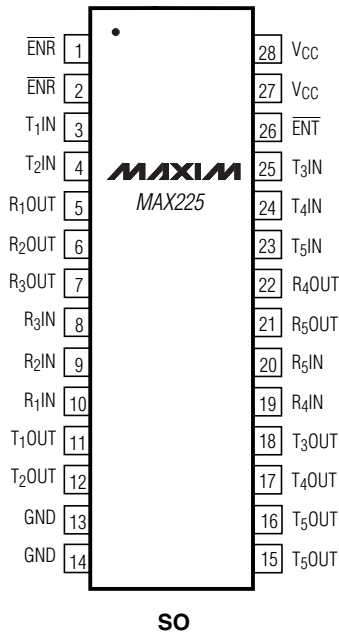 ENR 1 28 VCC
ENR 2 27 VCC
T1IN 3 26 ENT
T2IN 4 MAXIM 25 T3IN
R1OUT 5 MAX225 24 T4IN
R2OUT 6 23 T5IN
R3OUT 7 22 R4OUT
R3IN 8 21 R5OUT
R2IN 9 20 R5IN
R1IN 10 19 R4IN
T1OUT 11 18 T3OUT
T2OUT 12 17 T4OUT
GND 13 16 T5OUT
GND 14 15 T5OUT
SO